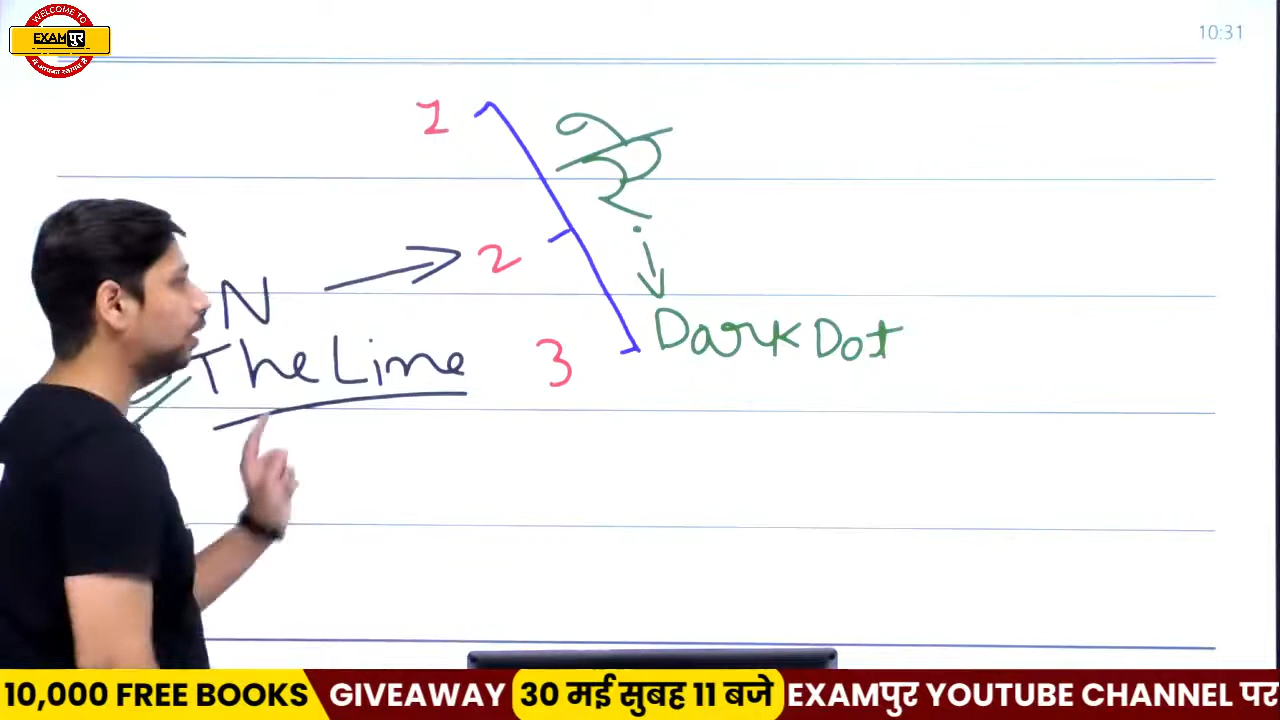 WELCOME TO
EXAMपुर
10:31
1
2
N
The Line
3
Dark Dot
10,000 FREE BOOKS GIVEAWAY 30 मई सुबह 11 बजे EXAMपुर YOUTUBE CHANNEL पर